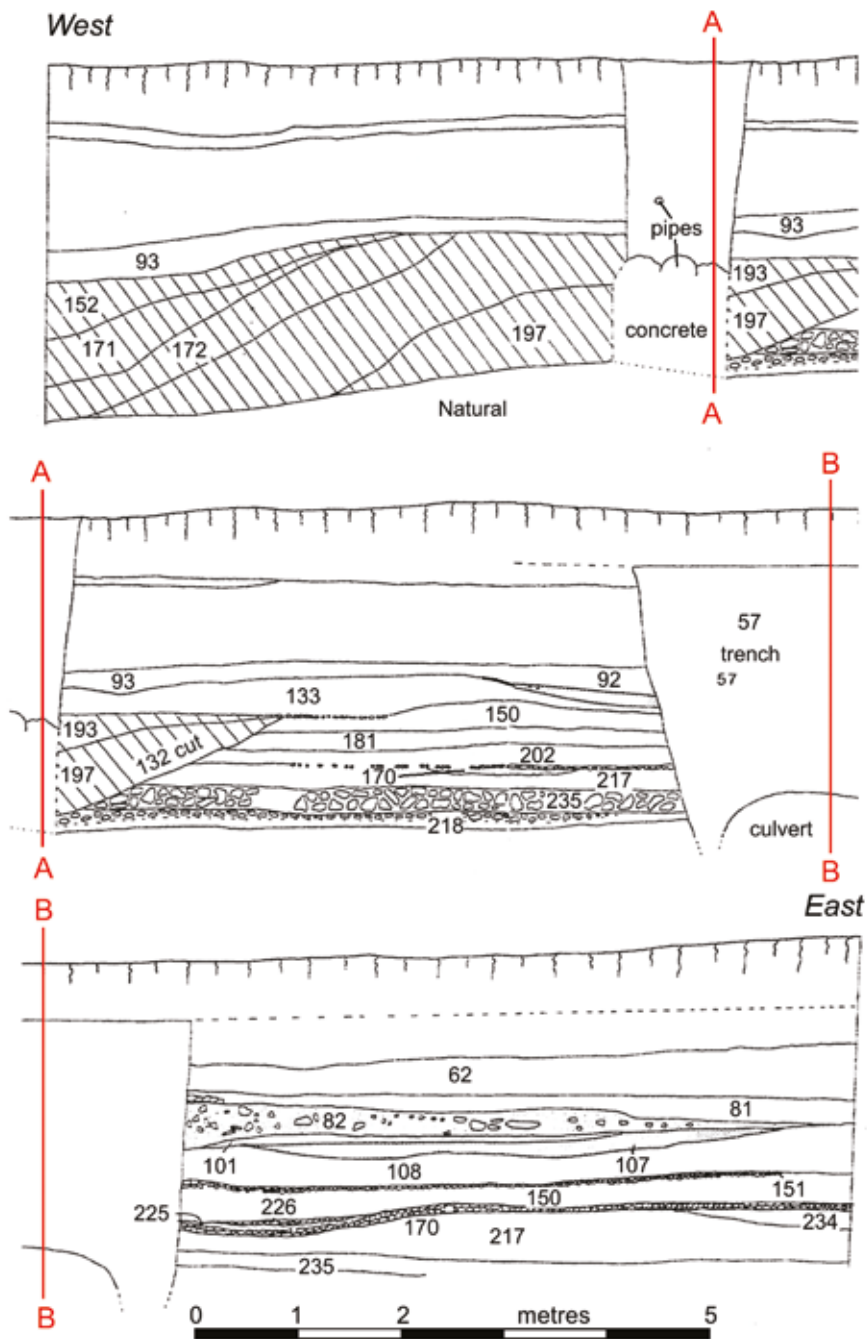 West
A
93
pipes
93
152
193
171
172
197
concrete
197
Natural
A
A
B
57
trench
57
93
92
133
150
193
181
132 cut
202
197
170
217
235
218
culvert
A
B
B
East
62
82
81
101
108
107
226
150
151
225
170
217
234
235
B
0 1 2 metres 5